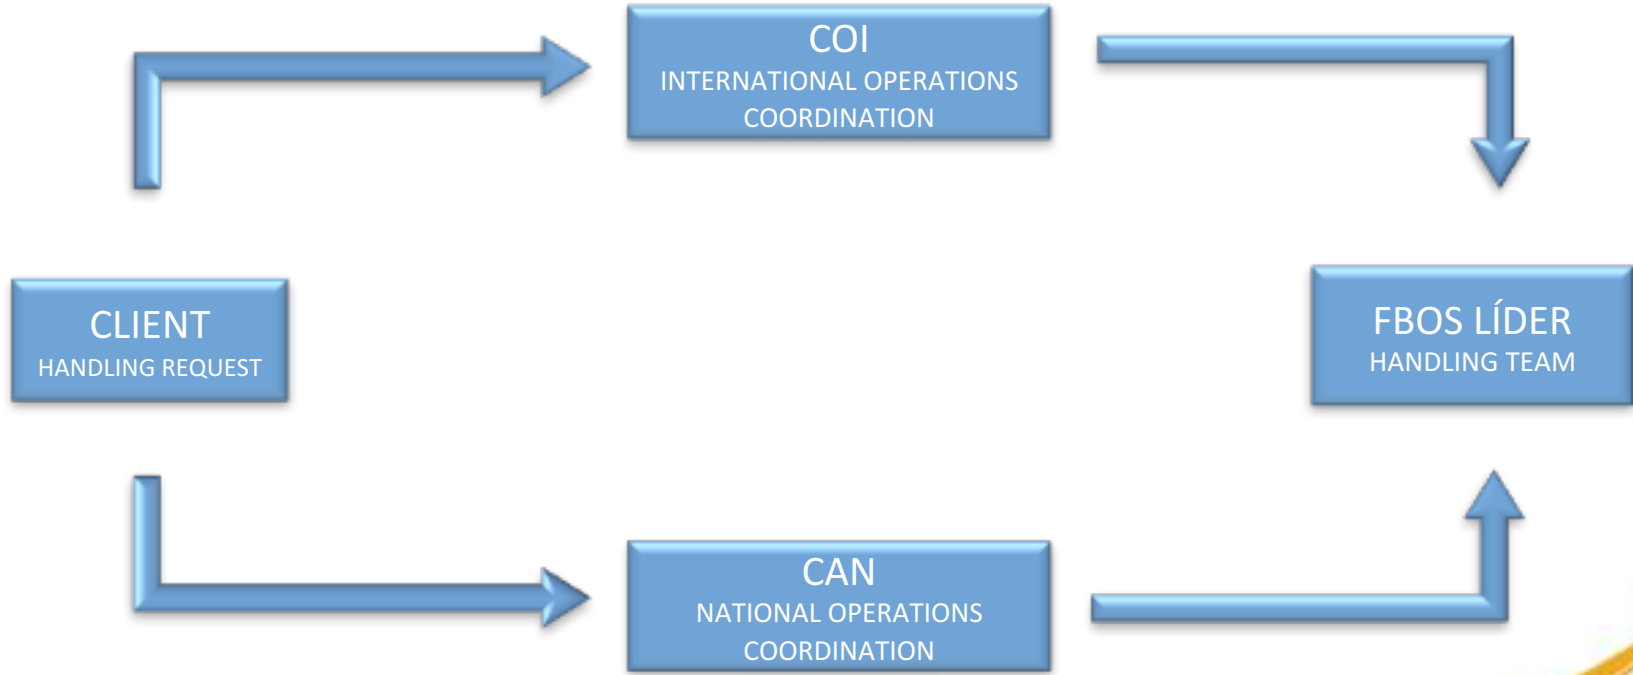 COI
INTERNATIONAL OPERATIONS
COORDINATION
CLIENT
HANDLING REQUEST
FBOS LÍDER
HANDLING TEAM
CAN
NATIONAL OPERATIONS
COORDINATION